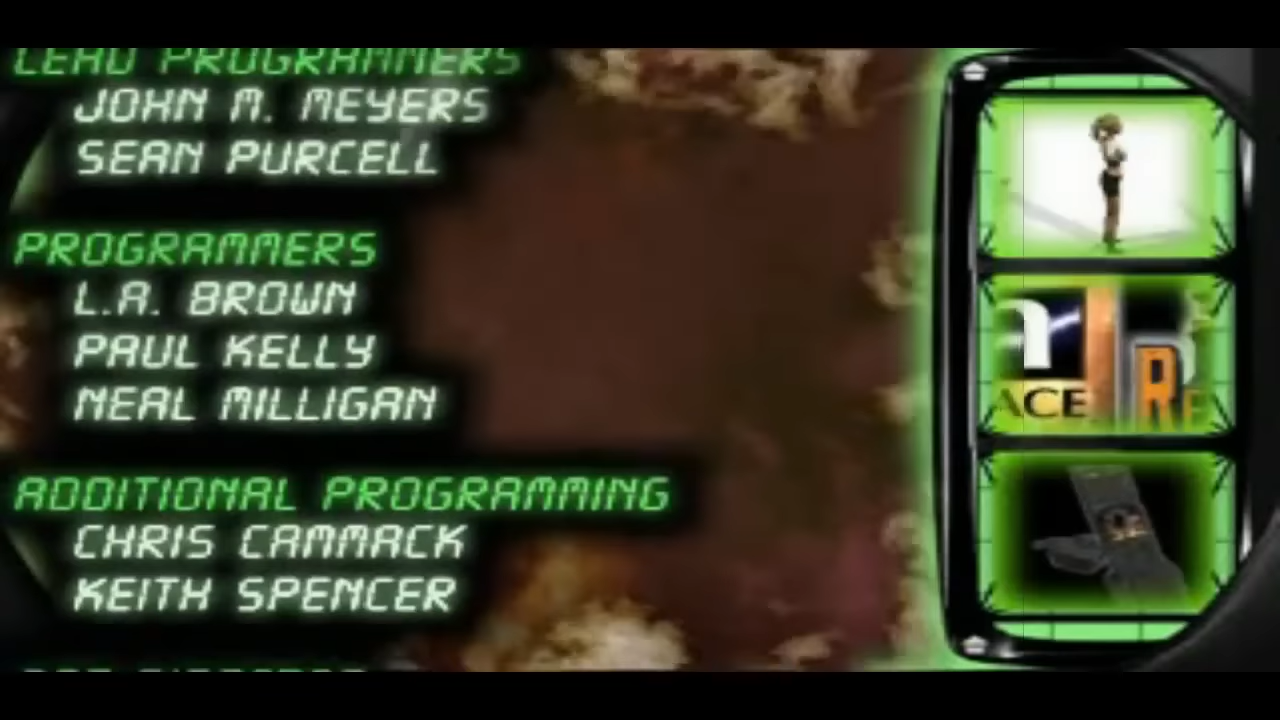 LEAD PROGRAMMERS
JOHN M. MEYERS
SEAN PURCELL
PROGRAMMERS
L.A. BROWN
PAUL KELLY
NEAL MILLIGAN
ADDITIONAL PROGRAMMING
CHRIS CAMMACK
KEITH SPENCER